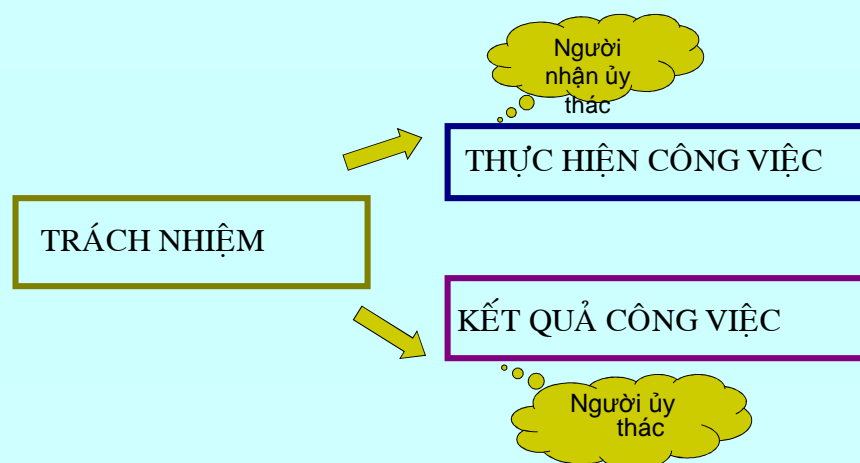 Người
nhận ủy
thác
THỰC HIỆN CÔNG VIỆC
TRÁCH NHIỆM
KẾT QUẢ CÔNG VIỆC
Người ủy
thác